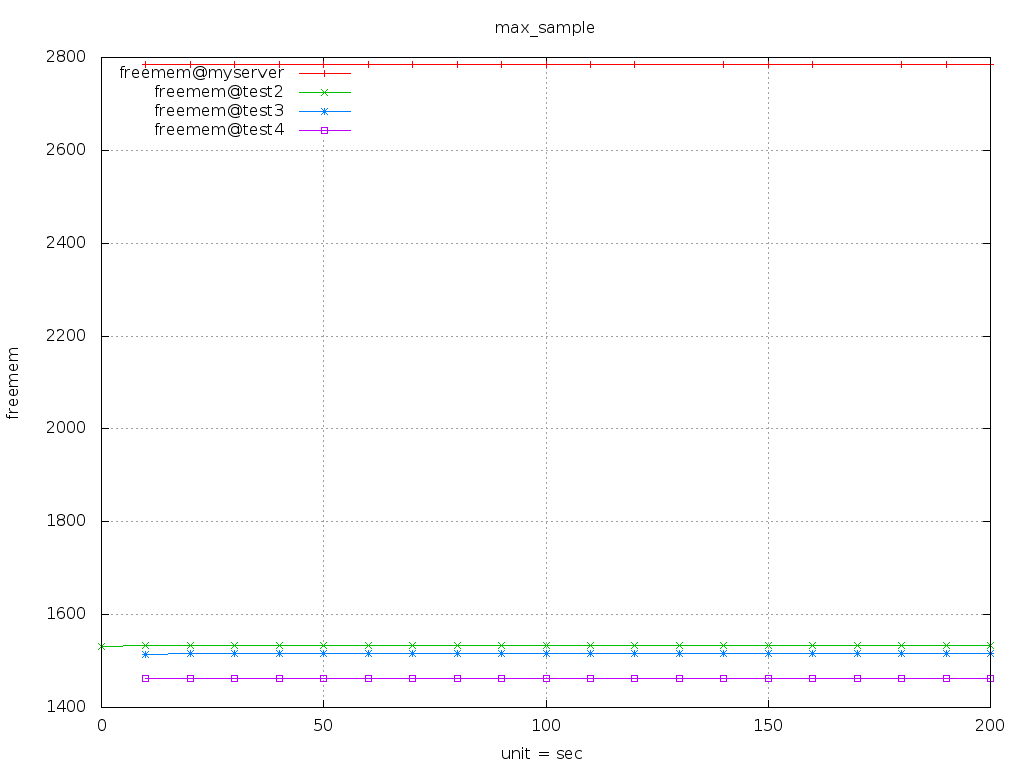 max_sample
2800
freemem@myserver
freemem@test2
freemem@test3
freemem@test4
2600
2400
2200
freemem
2000
1800
1600
1400
0 50 100 150 200
unit = sec